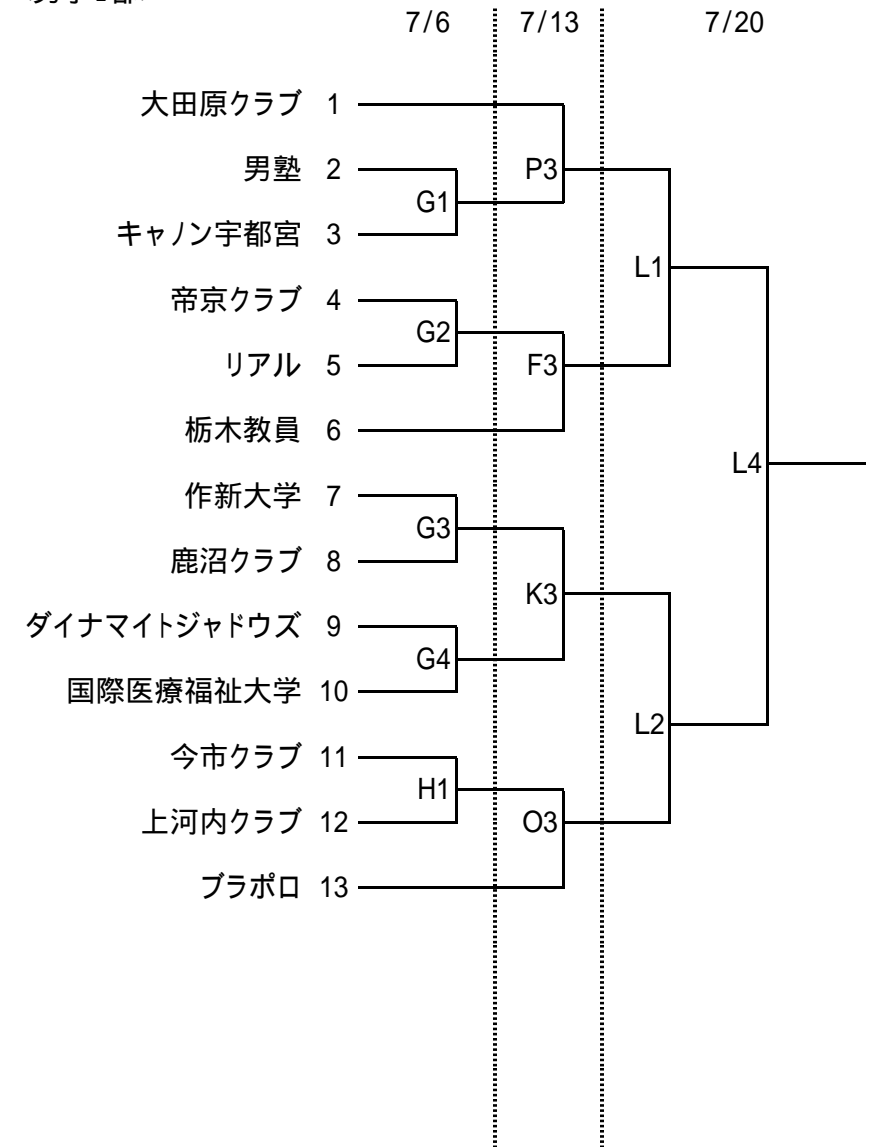 7/6 7/13 7/20
大田原クラブ 1
男塾 2
P3
G1
キャノン宇都宮 3
L1
帝京クラブ 4
G2
リアル 5
F3
栃木教員 6
L4
作新大学 7
G3
鹿沼クラブ 8
K3
ダイナマイトジャドウズ 9
G4
国際医療福祉大学 10
L2
今市クラブ 11
H1
上河内クラブ 12
O3
ブラポロ 13